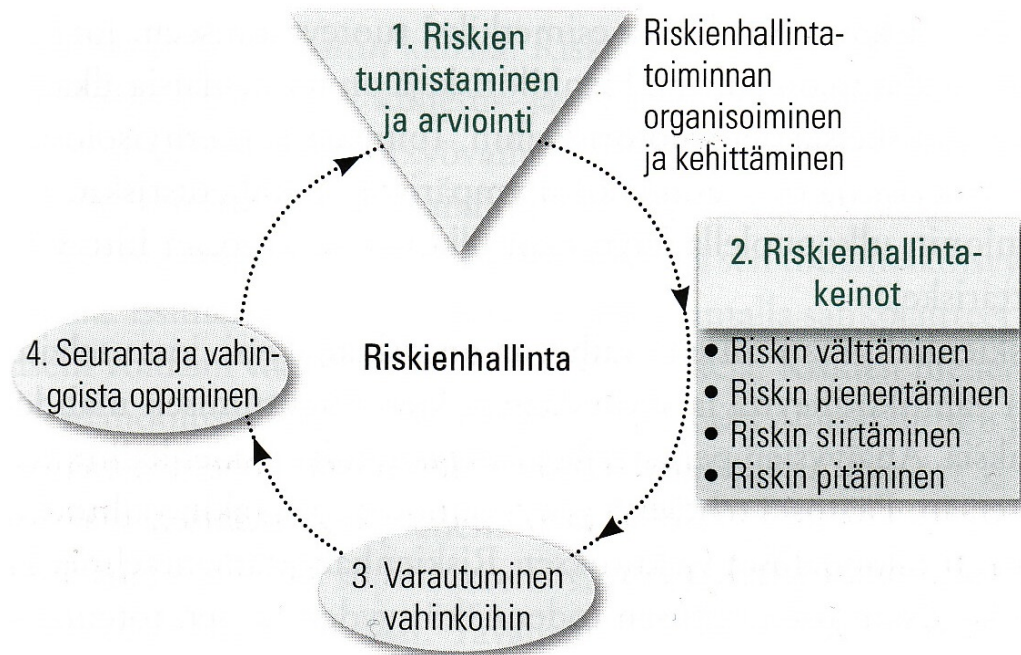 1. Riskien
tunnistaminen
ja arviointi
Riskienhallinta-
toiminnan
organisoiminen
ja kehittäminen
2. Riskienhallinta-
keinot
• Riskin välttäminen
• Riskin pienentäminen
• Riskin siirtäminen
• Riskin pitäminen
Riskienhallinta
3. Varautuminen
vahinkoihin
4. Seuranta ja vahin-
goista oppiminen